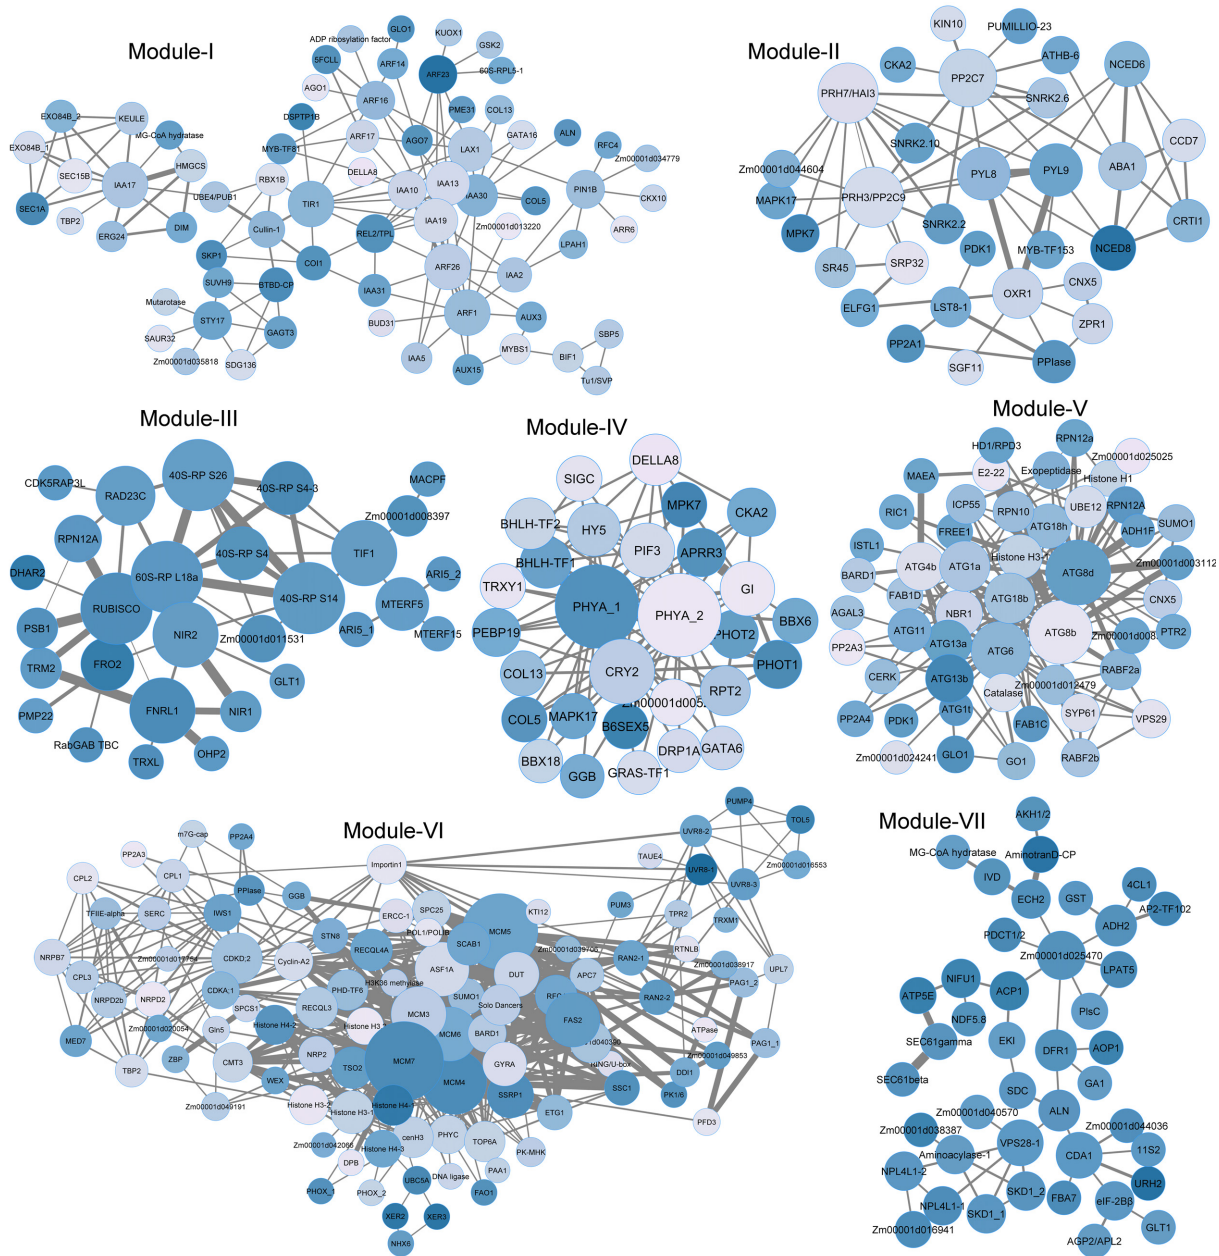 Module-I
GLO1
KUOX1
ADP ribosylation factor
GSK2
SFCLL
ARF14
ARF23
60S-RPL5-1
AGO1
ARF16
PME31
COL13
DSPTP1B
EXO84B_2
KEULE
MG-CoA hydratase
MYB-TF81
ARF17
AGO7
GATA16
ALN
RFC4
LAX1
Zm00001d034779
EXO84B_1
HMGCS
DELLA8
SEC15B
RBX1B
IAA17
IAA10
IAA13
IAA30
PIN1B
UBE4/PUB1
CKX10
SEC1A
TIR1
COL5
TBP2
IAA19
Zm00001d013220
ARR6
ERG24
DIM
Cullin-1
REL2/TPL
LPAH1
SKP1
COI1
ARF26
IAA2
SUVH9
BTBD-CP
IAA31
Mutarotase
STY17
BUD31
ARF1
AUX3
GAGT3
SAUR32
MYBS1
SBP5
Zm00001d035818
SDG136
IAA5
BIF1
AUX15
Tu1/SVP
Module-II
KIN10
PUMILLIO-23
CKA2
PP2C7
ATHB-6
NCED6
PRH7/HAI3
SNRK2.6
SNRK2.10
CCD7
Zm00001d044604
PYL8
PYL9
ABA1
MAPK17
PRH3/PP2C9
SNRK2.2
CRTI1
MPK7
PDK1
MYB-TF153
NCED8
SR45
SRP32
OXR1
CNX5
ELFG1
LST8-1
ZPR1
PP2A1
SGF11
PPIase
Module-III
40S-RP S26
CDK5RAP3L
RAD23C
40S-RP S4-3
MACPF
Zm00001d008397
RPN12A
40S-RP S4
TIF1
DHAR2
60S-RP L18a
ARI5_2
RUBISCO
40S-RP S14
MTERF5
PSB1
NIR2
Zm00001d011531
ARI5_1
MTERF15
TRM2
FRO2
GLT1
PMP22
FNRL1
NIR1
RabGAB TBC
OHP2
TRXL
Module-IV
DELLA8
SIGC
MPK7
CKA2
BHLH-TF2
HY5
PIF3
APRR3
BHLH-TF1
TRXY1
PHYA_1
PHYA_2
GI
PEBP19
PHOT2
BBX6
COL13
CRY2
PHOT1
RPT2
COL5
MAPK17
B6SEX5
BBX18
GGB
GRAS-TF1
DRP1A
GATA6
Module-V
HD1/RPD3
RPN12a
Zm00001d025025
MAEA
E2-22
Exopeptidase
Histone H1
RIC1
ICP55
RPN10
UBE12
RPN12A
SUMO1
ISTL1
FREE1
ATG18h
ADH1F
Histone H3-1
Zm00001d003112
BARD1
ATG4b
ATG1a
ATG8d
FAB1D
CNX5
AGAL3
NBR1
ATG18b
ATG11
ATG13a
ATG6
ATG8b
PTR2
PP2A3
RABF2a
CERK
ATG13b
Catalase
Zm00001d012479
PP2A4
PDK1
ATG1t
FAB1C
SYP61
VPS29
Zm00001d024241
GLO1
GO1
RABF2b
Module-VI
PUMP4
TOL5
m7G-cap
PP2A4
UVR8-2
PP2A3
Importin1
TAUE4
Zm00001d016553
CPL2
CPL1
PPIase
UVR8-1
UVR8-3
TFIIE-alpha
SERC
IWS1
GGB
ERCC-1
SPC25
KTI12
PUM3
TPR2
TRXM1
STN8
POL1/POLIB
MCM5
NRPB7
Zm00001d017754
CDKD;2
Cyclin-A2
RECQL4A
SCAB1
Zm00001d039706
RAN2-1
RTNLB
UPL7
CPL3
ASF1A
DUT
APC7
Zm00001d038917
NRPD2b
NRPD2
CDKA;1
PHD-TF6
H3K36 methylase
RAN2-2
PAG1_2
SPCS1
RECQL3
SUMO1
Solo Dancers
Zm00001d020054
Gln5
Histone H4-2
MCM3
FAS2
ATPase
MED7
MCM6
BARD1
PAG1_1
ZBP
NRP2
Zm00001d049853
TBP2
CMT3
TSO2
MCM7
GYRA
RING/U-box
DDI1
WEX
MCM4
SSRP1
SSC1
PK1/6
Zm00001d049191
Histone H3-2
Histone H3-1
Histone H4-1
ETG1
PFD3
Zm00001d042066
Histone H4-3
cenH3
PHYC
TOP6A
PK-MHK
DPB
PHOX_1
PHOX_2
UBC5A
DNA ligase
PAA1
FAO1
XER2
XER3
NHX6
Module-VII
AKH1/2
MG-CoA hydratase
AminotranD-CP
IVD
ECH2
GST
4CL1
AP2-TF102
PDCT1/2
ADH2
Zm00001d025470
NIFU1
LPAT5
ATP5E
ACP1
NDF5.8
PlsC
SEC61gamma
EKI
DFR1
AOP1
SEC61beta
SDC
GA1
Zm00001d040570
ALN
Zm00001d038387
VPS28-1
Zm00001d044036
Aminoacylase-1
CDA1
11S2
NPL4L1-2
SKD1_2
URH2
NPL4L1-1
SKD1_1
FBA7
eIF-2Bβ
Zm00001d016941
GLT1
AGP2/APL2